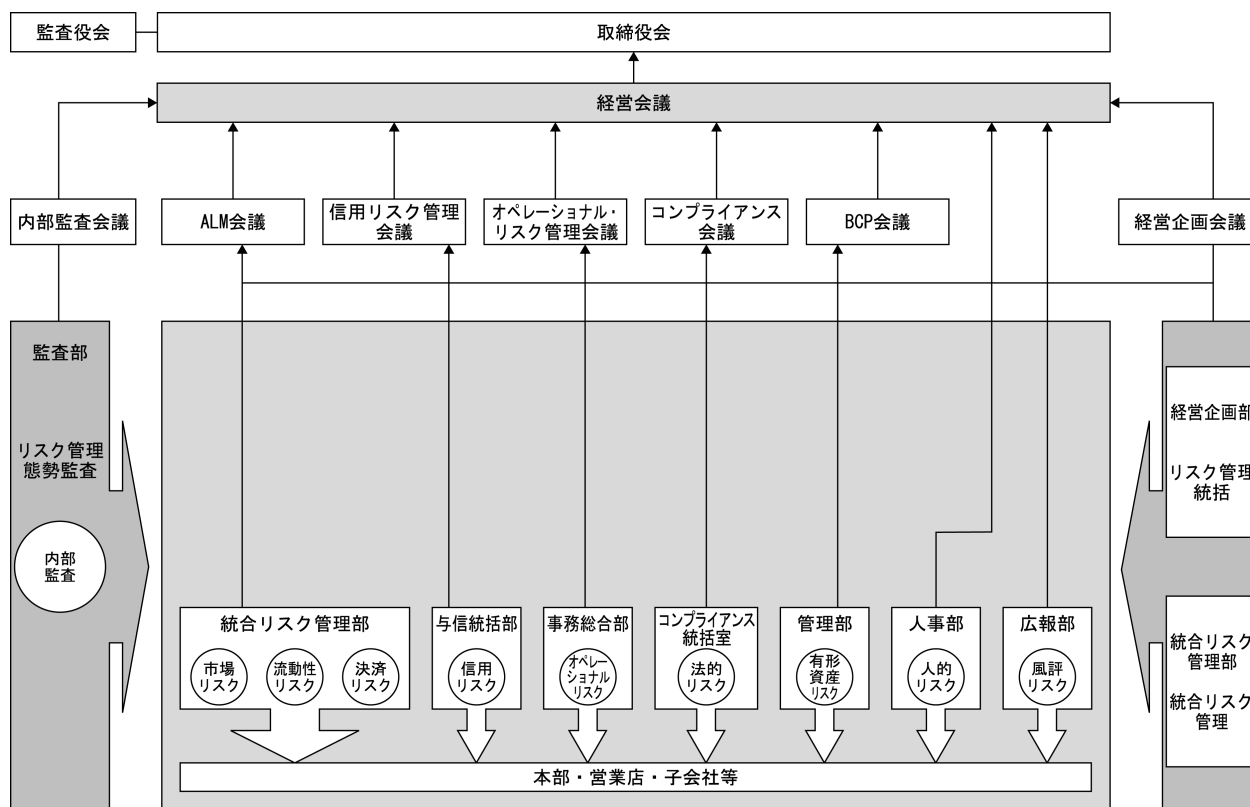 監査役会
取締役会
経営会議
内部監査会議
ALM会議
信用リスク管理
会議
オペレーショナル・
リスク管理会議
コンプライアンス
会議
BCP会議
経営企画会議
監査部
リスク管理
態勢監査
内部
監査
統合リスク管理部
市場
リスク
流動性
リスク
決済
リスク
与信統括部
信用
リスク
事務総合部
オペレー
ショナル
リスク
コンプライアンス
統括室
法的
リスク
管理部
有形
資産
リスク
人事部
人的
リスク
広報部
風評
リスク
本部・営業店・子会社等
経営企画部
リスク管理
統括
統合リスク
管理部
統合リスク
管理